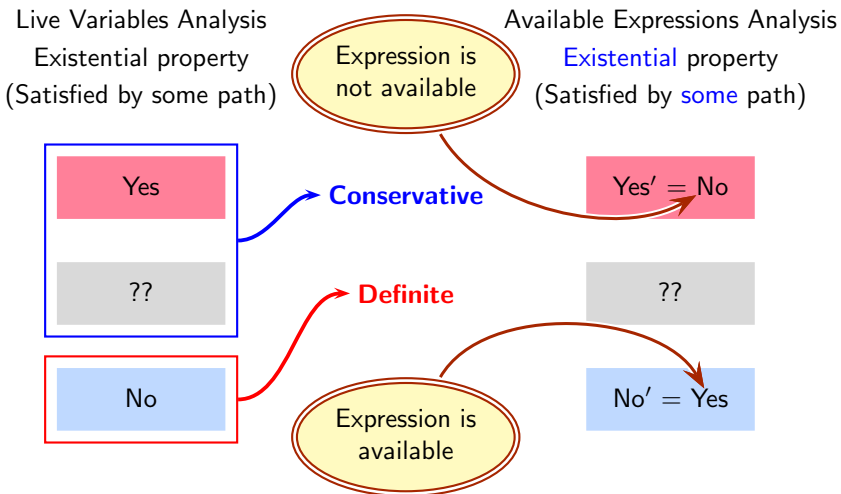 Live Variables Analysis
Existential property
(Satisfied by some path)
Expression is
not available
Available Expressions Analysis
Existential property
(Satisfied by some path)
Yes
Conservative
Yes′ = No
??
Definite
??
No
Expression is
available
No′ = Yes